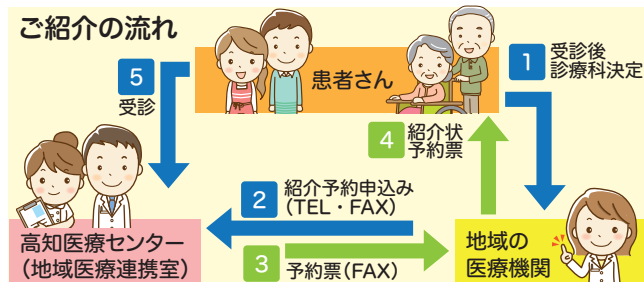 ご紹介の流れ
患者さん
1
受診後
診療科決定
5
受診
4
紹介状
予約票
2
紹介予約申込み
(TEL・FAX)
3
予約票(FAX)
高知医療センター
(地域医療連携室)
地域の
医療機関